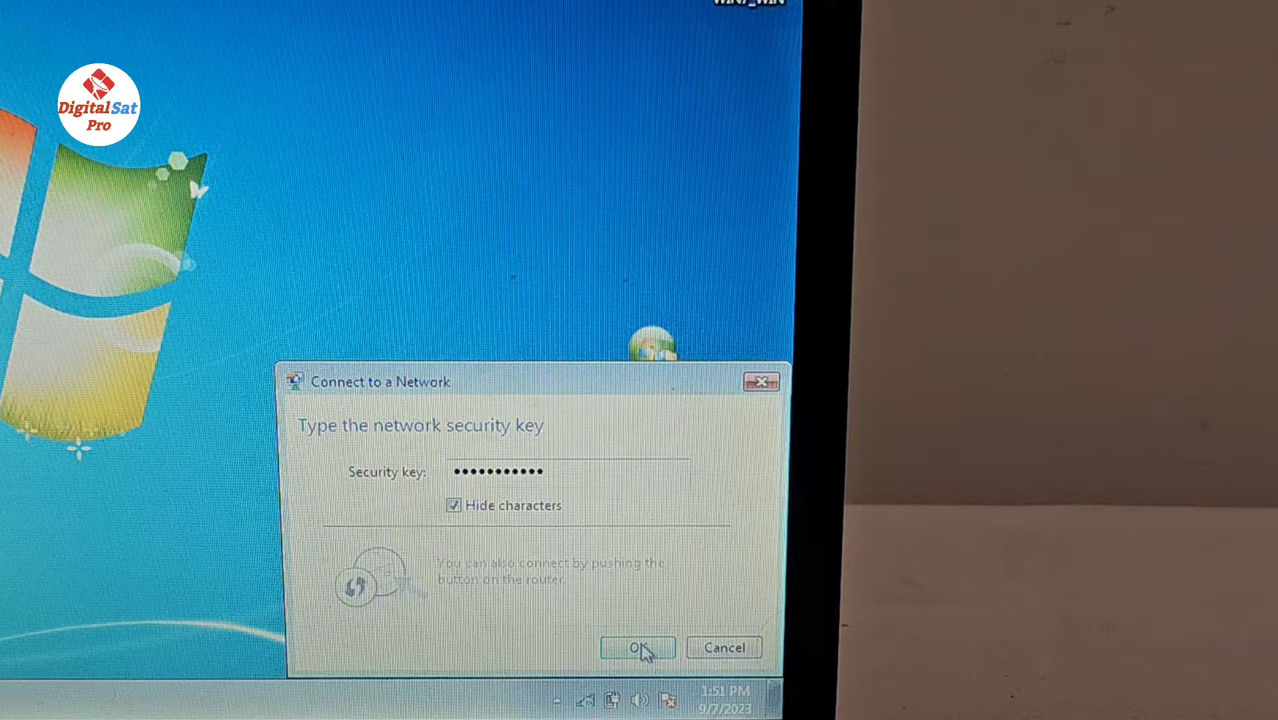 WIN7_WIN
DigitalSat
Pro
Connect to a Network
Type the network security key
Security key: •••••••••••
Hide characters
You can also connect by pushing the
button on the router.
OK
Cancel
1:51 PM
9/7/2023